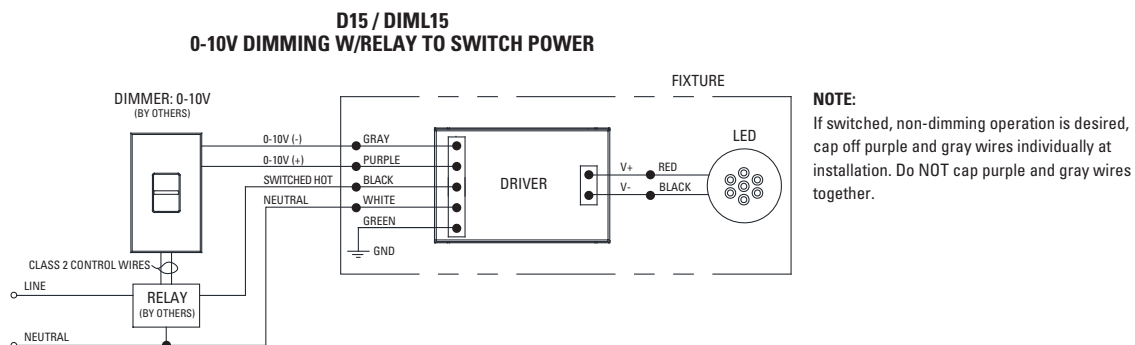 D15 / DIML15
0-10V DIMMING W/RELAY TO SWITCH POWER
DIMMER: 0-10V
(BY OTHERS)
FIXTURE
0-10V (-)
GRAY
0-10V (+)
PURPLE
SWITCHED HOT
BLACK
NEUTRAL
WHITE
GREEN
GND
DRIVER
V+
RED
V-
BLACK
LED
CLASS 2 CONTROL WIRES
LINE
RELAY
(BY OTHERS)
NEUTRAL
NOTE:
If switched, non-dimming operation is desired,
cap off purple and gray wires individually at
installation. Do NOT cap purple and gray wires
together.